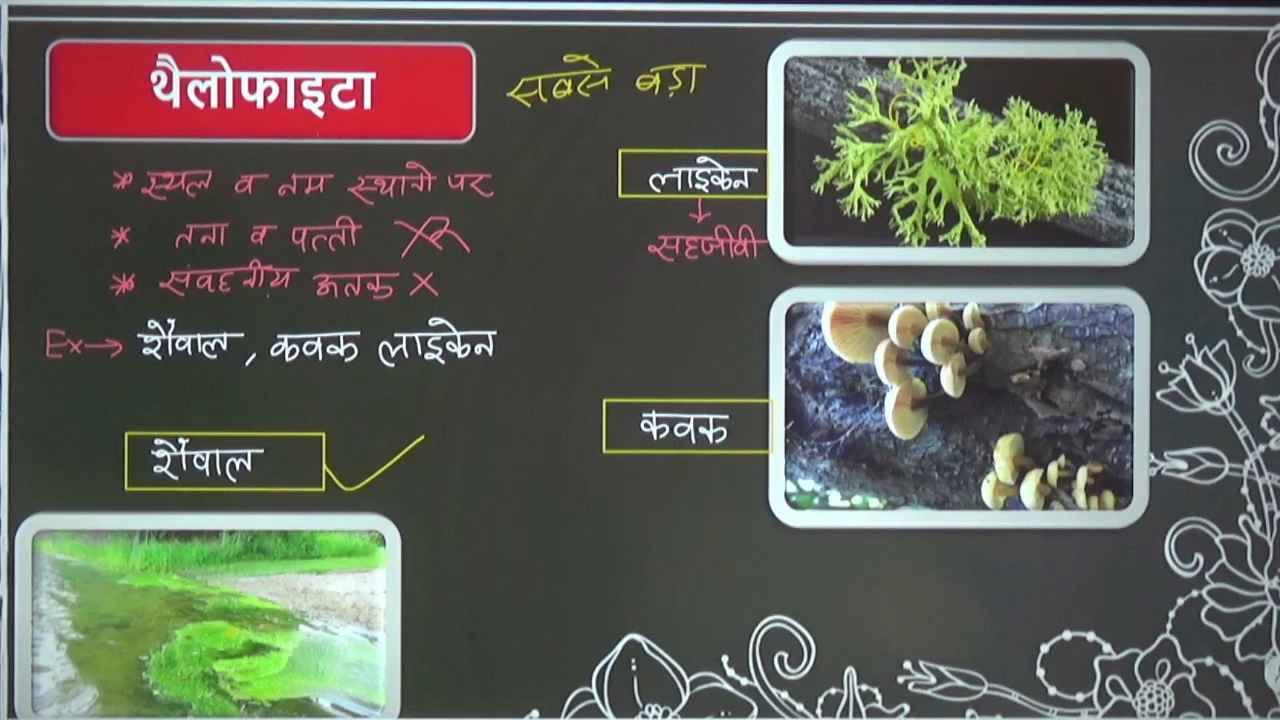 थैलोफाइटा
सबसे बड़ा
* स्थल व नम स्थानो पर
* तना व पत्ती X
* संवहनीय ऊतक X
Ex→ शैवाल, कवक लाइकेन
लाइकेन
↓
सहजीवी
कवक
शैवाल ✓